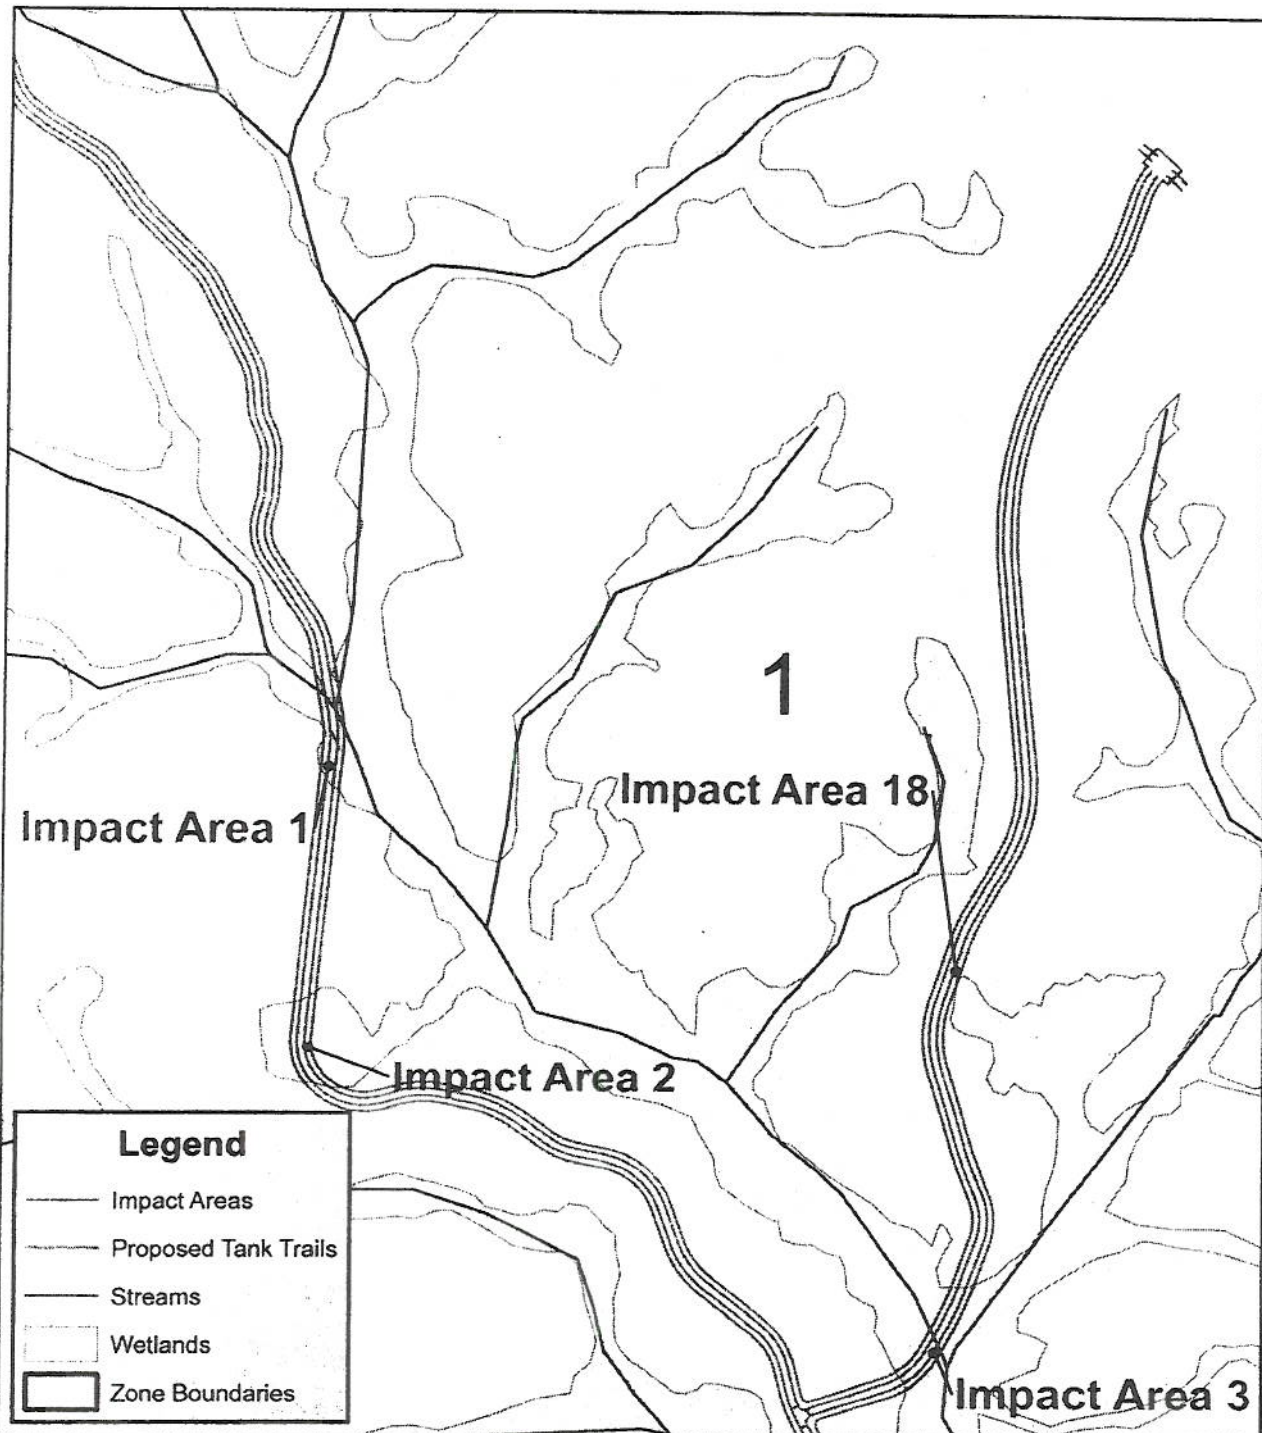 1
Impact Area 18
Impact Area 1
Impact Area 2
Legend
Impact Areas
Proposed Tank Trails
Streams
Wetlands
Zone Boundaries
Impact Area 3